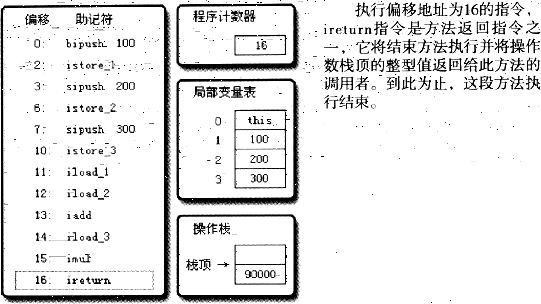 偏移 助记符
0: bipush 100
2: istore_1
3: sipush 200
6: istore_2
7: sipush 300
10: istore_3
11: iload_1
12: iload_2
13: iadd
14: iload_3
15: imul
16: ireturn
程序计数器
16
局部变量表
0 this
1 100
2 200
3 300
操作栈
栈顶 →
90000
执行偏移地址为16的指令，
ireturn指令是方法返回指令之
一，它将结束方法执行并将操作
数栈顶的整型值返回给此方法的
调用者。到此为止，这段方法执
行结束。